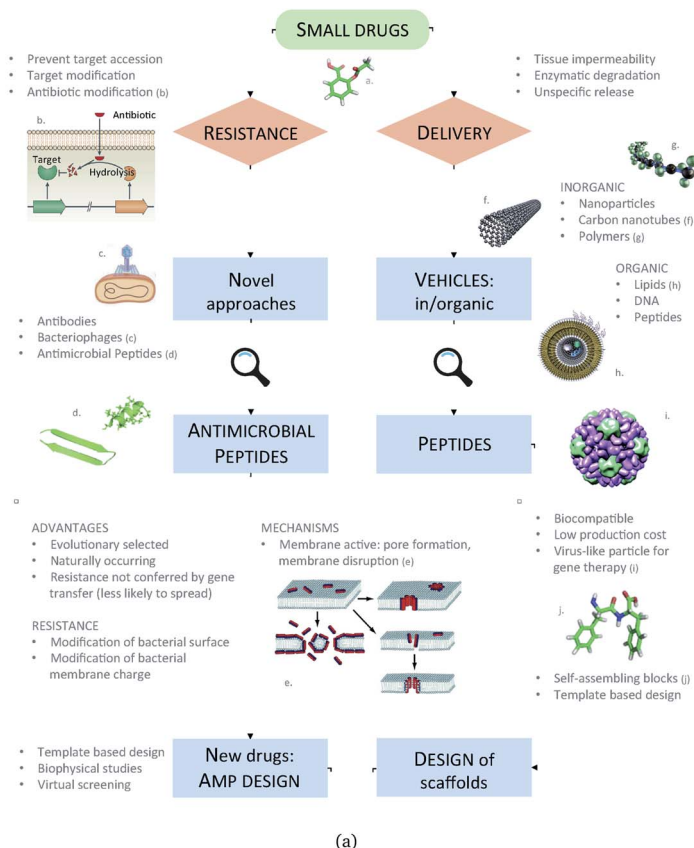 SMALL DRUGS
• Prevent target accession
• Target modification
• Antibiotic modification (b)
a.
• Tissue impermeability
• Enzymatic degradation
• Unspecific release
b.
Antibiotic
Target
Hydrolysis
RESISTANCE
DELIVERY
g.
f.
INORGANIC
• Nanoparticles
• Carbon nanotubes (f)
• Polymers (g)
c.
Novel
approaches
VEHICLES:
in/organic
ORGANIC
• Lipids (h)
• DNA
• Peptides
• Antibodies
• Bacteriophages (c)
• Antimicrobial Peptides (d)
h.
d.
ANTIMICROBIAL
PEPTIDES
PEPTIDES
i.
ADVANTAGES
• Evolutionary selected
• Naturally occurring
• Resistance not conferred by gene
transfer (less likely to spread)
RESISTANCE
• Modification of bacterial surface
• Modification of bacterial
membrane charge
MECHANISMS
• Membrane active: pore formation,
membrane disruption (e)
e.
• Biocompatible
• Low production cost
• Virus-like particle for
gene therapy (i)
j.
• Self-assembling blocks (j)
• Template based design
• Template based design
• Biophysical studies
• Virtual screening
New drugs:
AMP DESIGN
DESIGN of
scaffolds
(a)